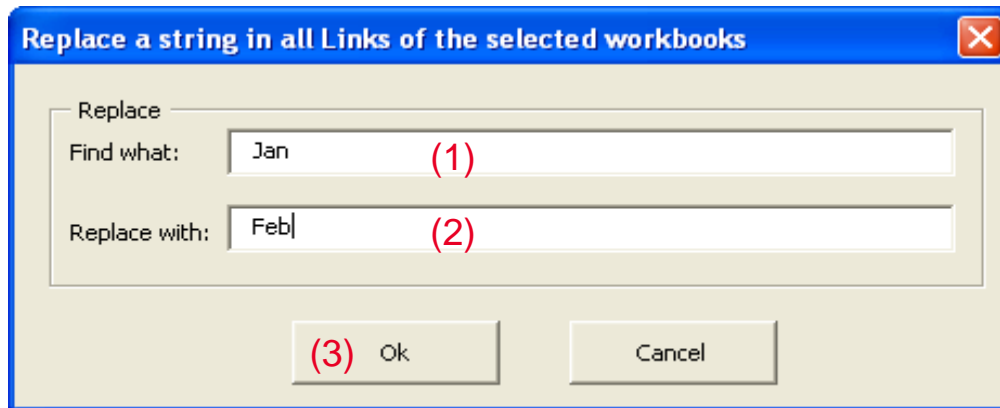 Replace a string in all Links of the selected workbooks
Replace
Find what: Jan (1)
Replace with: Feb (2)
(3) Ok Cancel